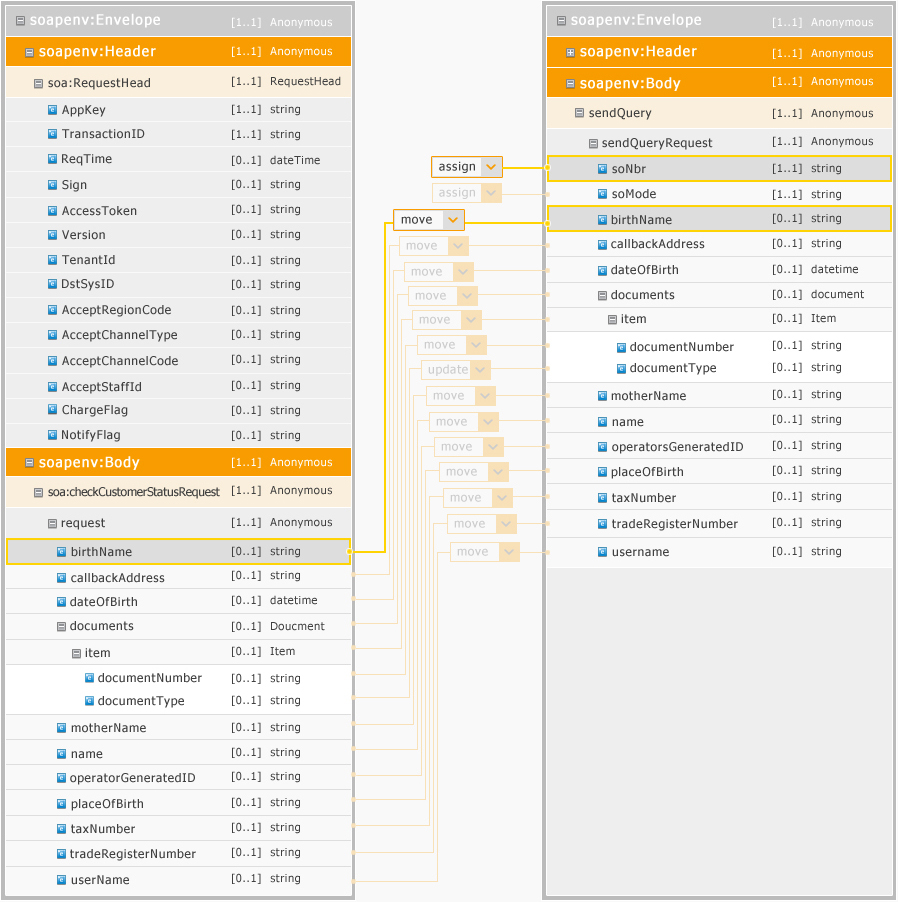 soapenv:Envelope [1..1] Anonymous
soapenv:Header [1..1] Anonymous
soa:RequestHead [1..1] RequestHead
AppKey [1..1] string
TransactionID [1..1] string
ReqTime [0..1] dateTime
Sign [0..1] string
AccessToken [0..1] string
Version [0..1] string
TenantId [0..1] string
DstSysID [0..1] string
AcceptRegionCode [0..1] string
AcceptChannelType [0..1] string
AcceptChannelCode [0..1] string
AcceptStaffId [0..1] string
ChargeFlag [0..1] string
NotifyFlag [0..1] string
soapenv:Body [1..1] Anonymous
soa:checkCustomerStatusRequest [1..1] Anonymous
request [1..1] Anonymous
birthName [0..1] string
callbackAddress [0..1] string
dateOfBirth [0..1] datetime
documents [0..1] Doucment
item [0..1] Item
documentNumber [0..1] string
documentType [0..1] string
motherName [0..1] string
name [0..1] string
operatorGeneratedID [0..1] string
placeOfBirth [0..1] string
taxNumber [0..1] string
tradeRegisterNumber [0..1] string
userName [0..1] string
assign
assign
move
move
move
move
move
move
update
move
move
move
move
move
move
move
soapenv:Envelope [1..1] Anonymous
soapenv:Header [1..1] Anonymous
soapenv:Body [1..1] Anonymous
sendQuery [1..1] Anonymous
sendQueryRequest [1..1] Anonymous
soNbr [1..1] string
soMode [1..1] string
birthName [0..1] string
callbackAddress [0..1] string
dateOfBirth [0..1] datetime
documents [0..1] document
item [0..1] Item
documentNumber [0..1] string
documentType [0..1] string
motherName [0..1] string
name [0..1] string
operatorsGeneratedID [0..1] string
placeOfBirth [0..1] string
taxNumber [0..1] string
tradeRegisterNumber [0..1] string
username [0..1] string